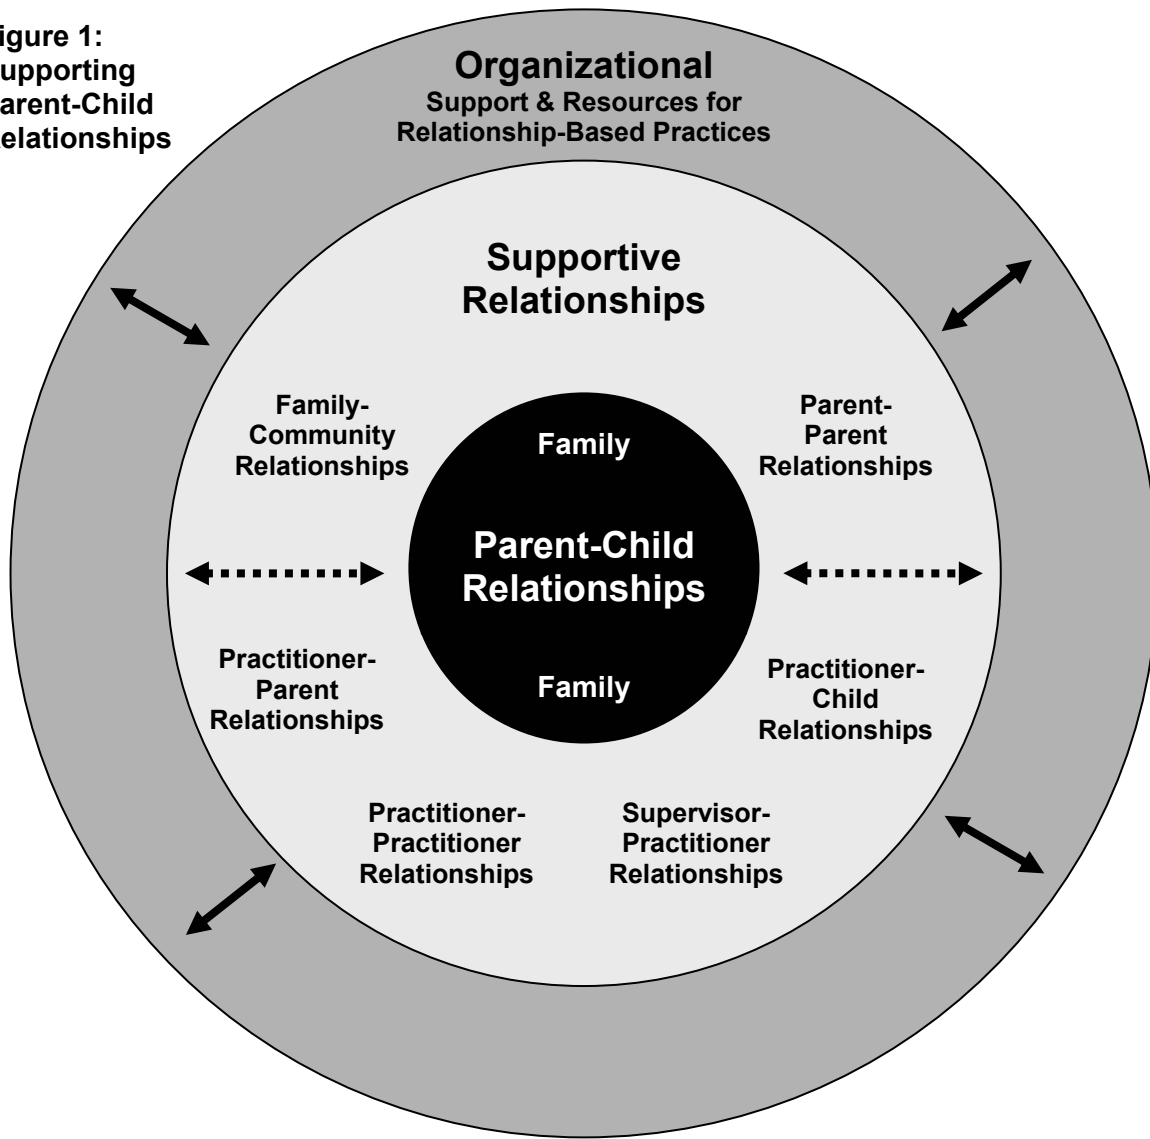 igure 1:
upporting
arent-Child
elationships
Organizational
Support & Resources for
Relationship-Based Practices
Supportive
Relationships
Family-
Community
Relationships
Family
Parent-
Parent
Relationships
Parent-Child
Relationships
Practitioner-
Parent
Relationships
Family
Practitioner-
Child
Relationships
Practitioner-
Practitioner
Relationships
Supervisor-
Practitioner
Relationships